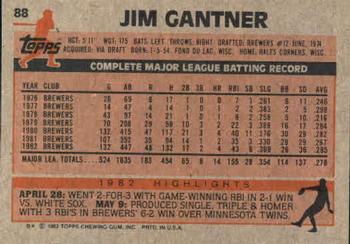 88
Topps
JIM GANTNER
HGT: 5'11" WGT: 175 BATS: LEFT THROWS: RIGHT DRAFTED: BREWERS #12-JUNE, 1974
ACQUIRED: VIA DRAFT BORN: 1-5-54, FOND DU LAC, WISC. HOME: EDEN, WISC.
COMPLETE MAJOR LEAGUE BATTING RECORD
YEAR CLUB G AB R H 2B 3B HR RBI SB SLG BB SO AVG
1976 BREWERS 26 69 6 17 1 0 0 7 1 .261 6 11 .246
1977 BREWERS 14 47 4 14 1 0 1 2 2 .383 2 5 .298
1978 BREWERS 43 97 14 21 1 0 1 8 2 .258 5 10 .216
1979 BREWERS 70 208 29 59 10 3 2 22 3 .389 16 17 .284
1980 BREWERS 132 415 47 117 21 3 4 40 11 .376 30 29 .282
1981 BREWERS 107 352 35 94 14 1 2 33 3 .330 29 29 .267
1982 BREWERS 132 447 48 132 17 2 4 43 6 .369 26 36 .295
MAJOR LEA. TOTALS 524 1635 183 454 65 9 14 155 28 .354 114 137 .278
1982 HIGHLIGHTS
APRIL 28: WENT 2-FOR-3 WITH GAME-WINNING RBI IN 2-1 WIN
VS. WHITE SOX. MAY 9: PRODUCED SINGLE, TRIPLE & HOMER
WITH 3 RBI'S IN BREWERS' 6-2 WIN OVER MINNESOTA TWINS.
© 1983 TOPPS CHEWING GUM, INC. PRTD. IN U.S.A.